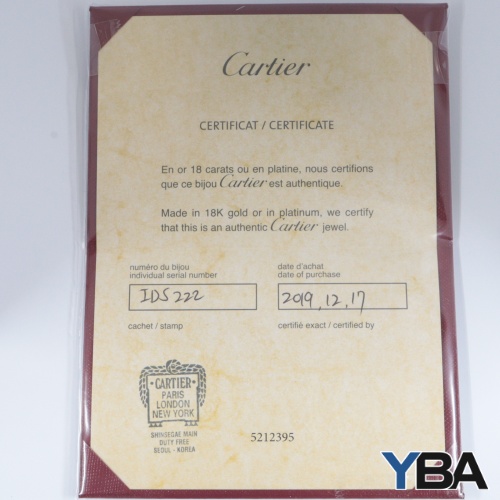 Cartier
CERTIFICAT / CERTIFICATE
En or 18 carats ou en platine, nous certifions
que ce bijou Cartier est authentique.
Made in 18K gold or in platinum, we certify
that this is an authentic Cartier jewel.
numéro du bijou
individual serial number
date d'achat
date of purchase
IDS222
2019.12.17
cachet / stamp
certifié exact / certified by
CARTIER
PARIS
LONDON
NEW YORK
SHINSEGAE MAIN
DUTY FREE
SEOUL - KOREA
5212395
YBA